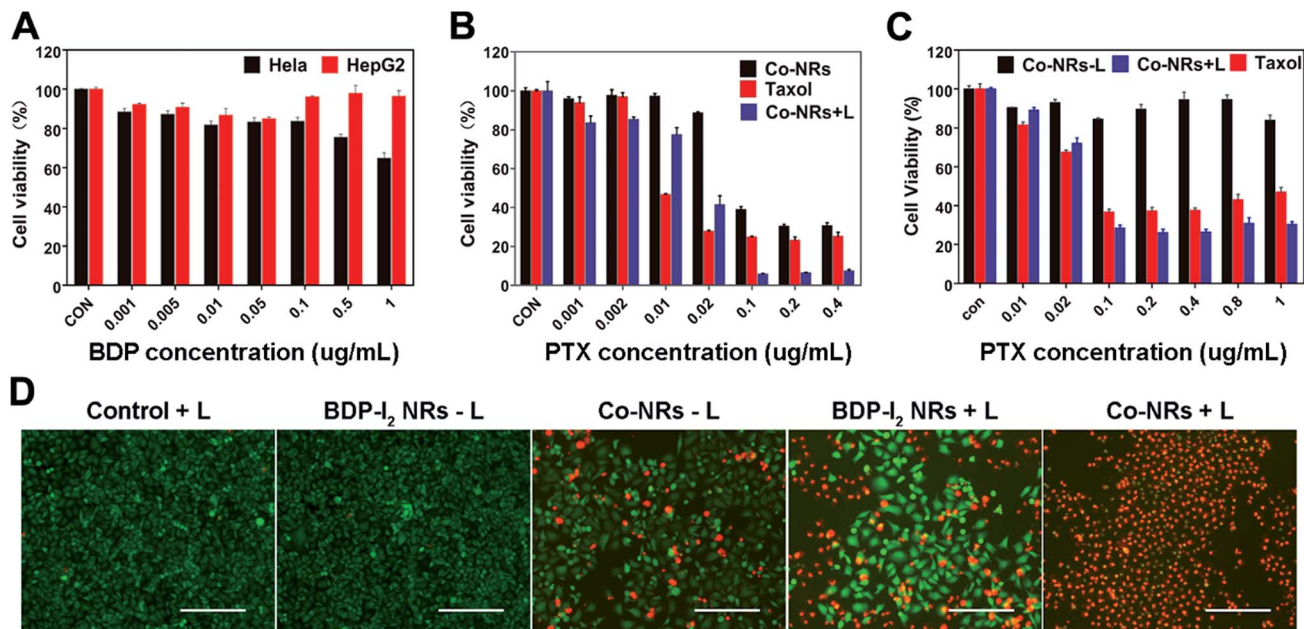 A
Cell viability (%)
120
100
80
60
40
20
0
Hela
HepG2
CON
0.001
0.005
0.01
0.05
0.1
0.5
1
BDP concentration (ug/mL)
B
Cell viability (%)
120
100
80
60
40
20
0
Co-NRs
Taxol
Co-NRs+L
CON
0.001
0.002
0.01
0.02
0.1
0.2
0.4
PTX concentration (ug/mL)
C
Cell Viability (%)
120
100
80
60
40
20
0
Co-NRs-L
Co-NRs+L
Taxol
con
0.01
0.02
0.1
0.2
0.4
0.8
1
PTX concentration (ug/mL)
D
Control + L
BDP-I₂ NRs - L
Co-NRs - L
BDP-I₂ NRs + L
Co-NRs + L